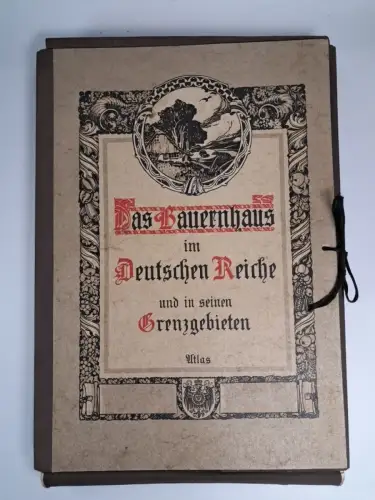 Das Bauernhaus
im
Deutschen Reiche
und in seinen
Grenzgebieten
Atlas